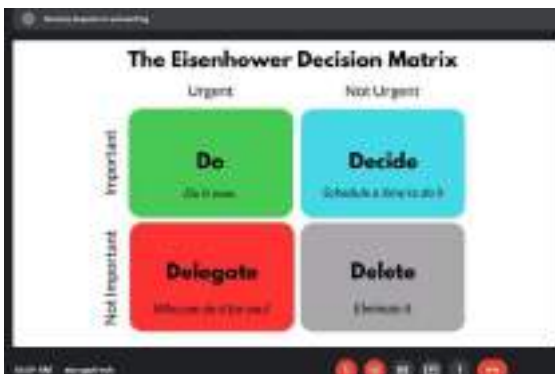 The Eisenhower Decision Matrix
Urgent
Not Urgent
Important
Do
Do it now
Decide
Schedule a time to do it
Not Important
Delegate
Who can do it for you?
Delete
Eliminate it